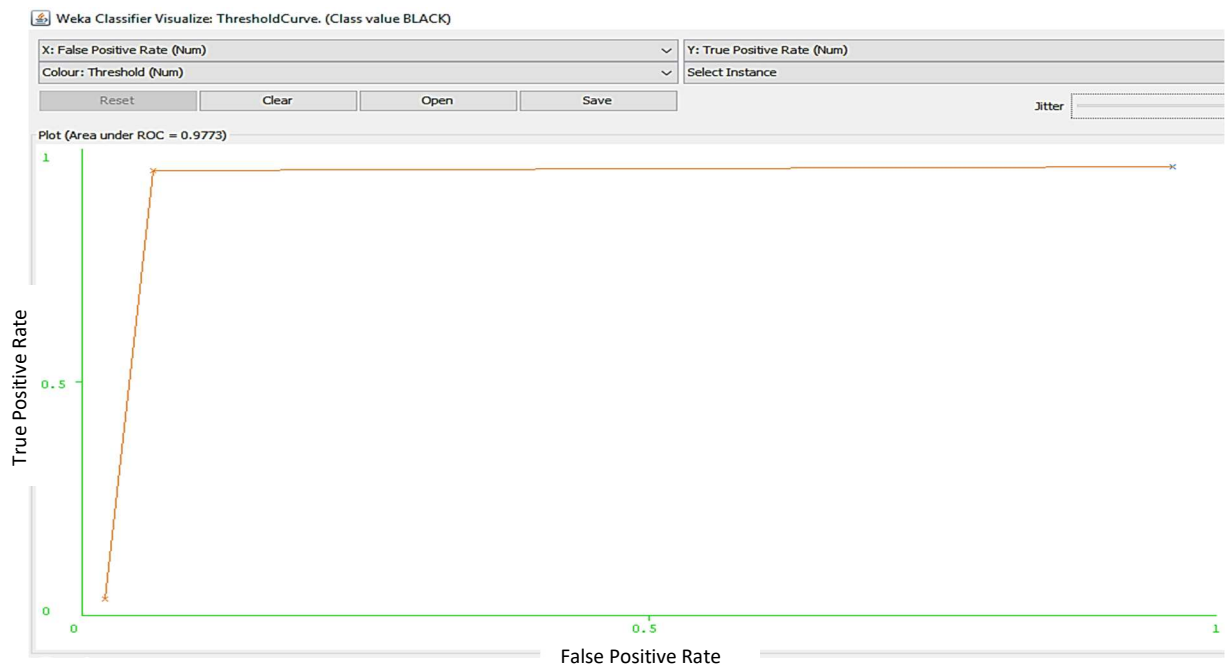 Weka Classifier Visualize: ThresholdCurve. (Class value BLACK)
X: False Positive Rate (Num)
Y: True Positive Rate (Num)
Colour: Threshold (Num)
Select Instance
Reset
Clear
Open
Save
Jitter
Plot (Area under ROC = 0.9773)
1
True Positive Rate
0.5
0
0
0.5
1
False Positive Rate